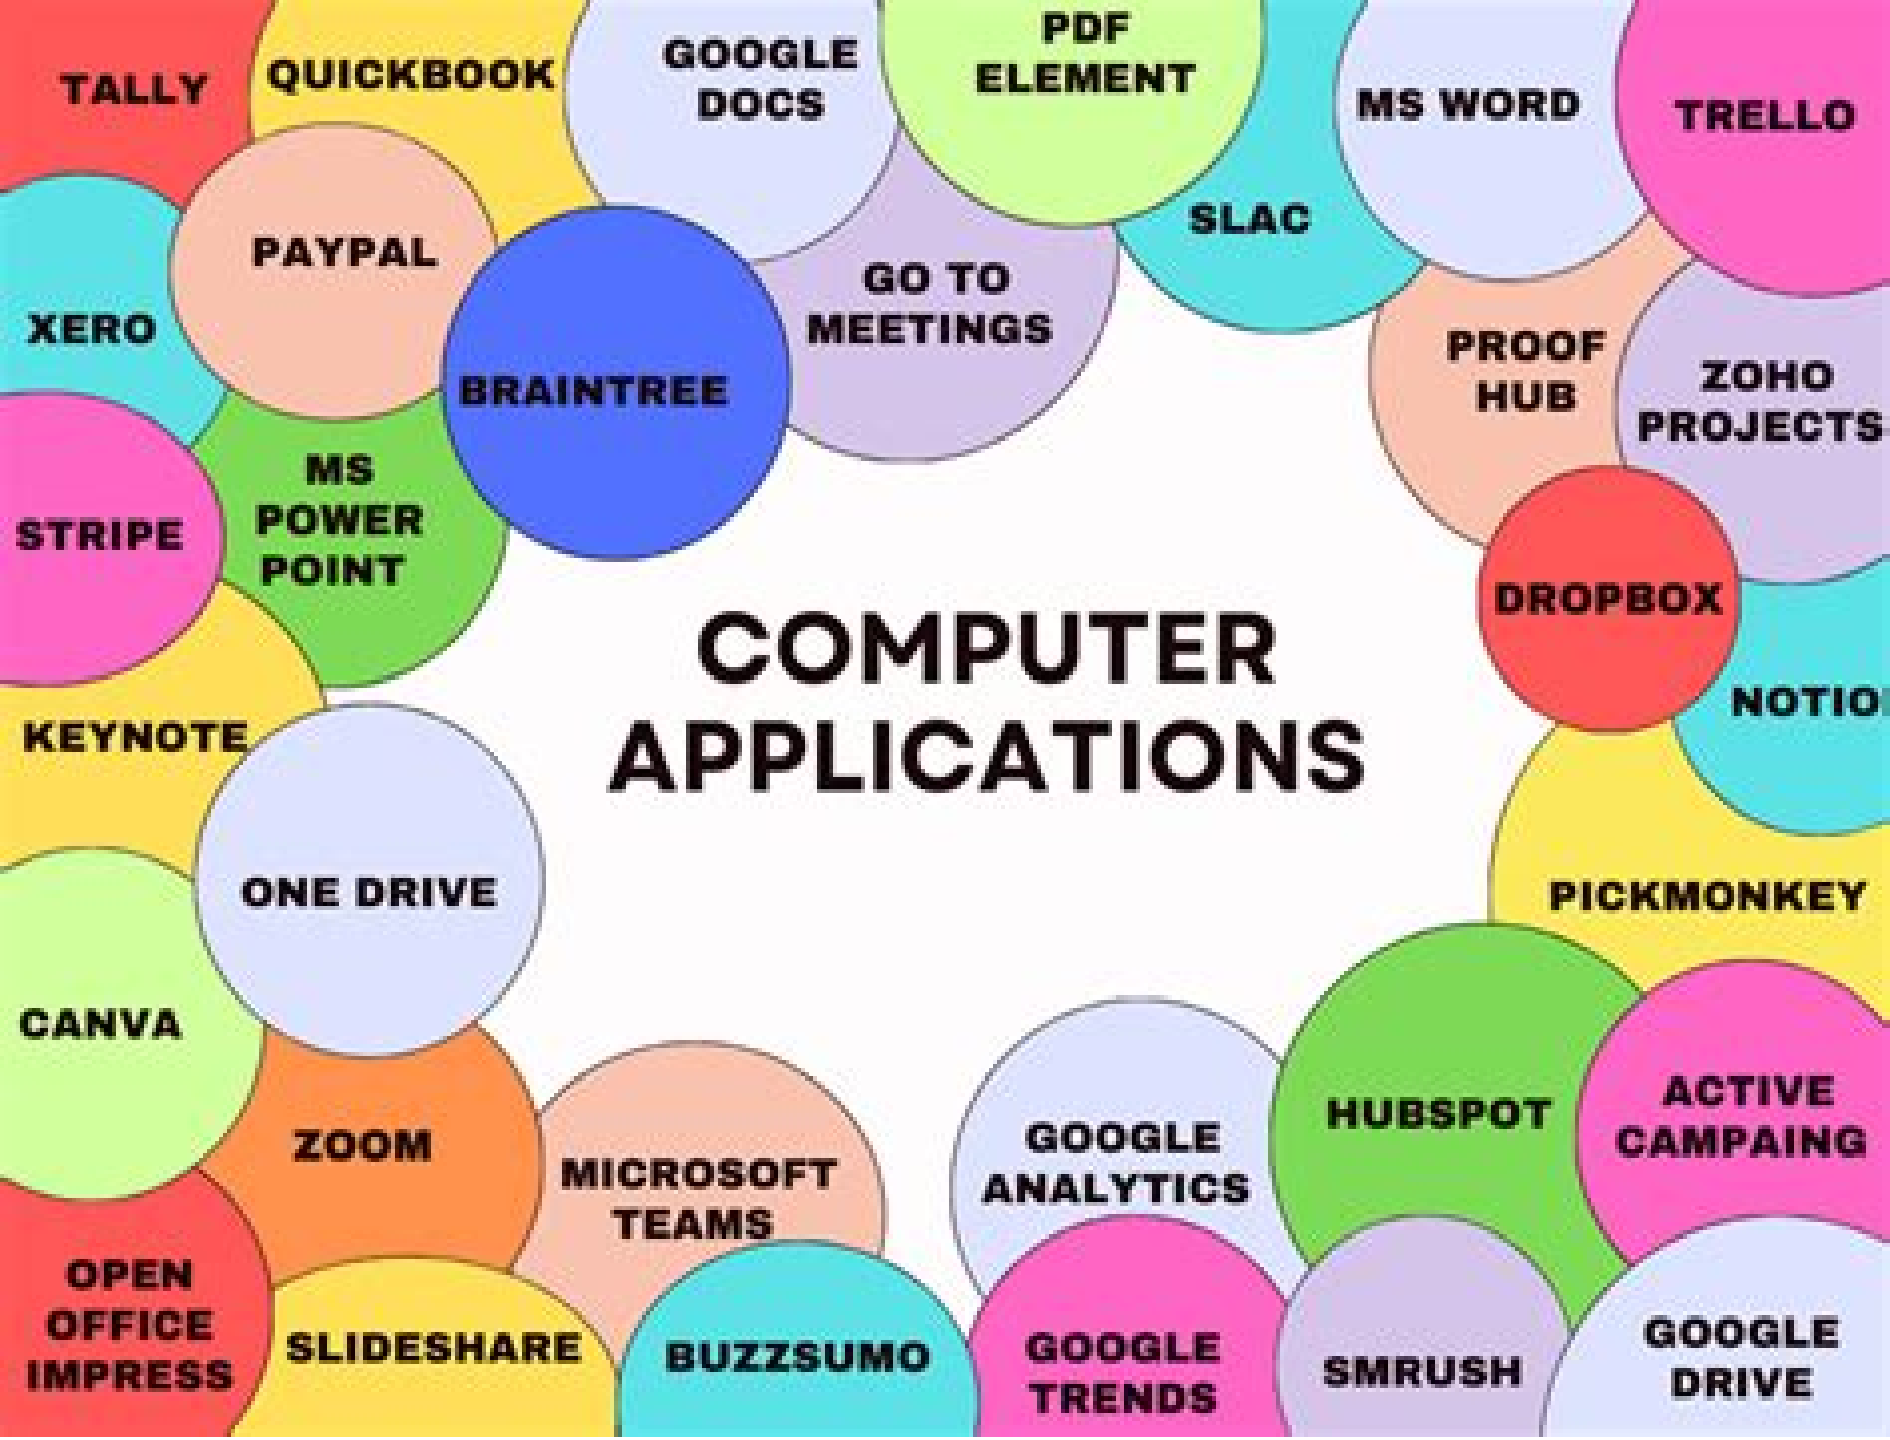 TALLY
QUICKBOOK
GOOGLE
DOCS
PDF
ELEMENT
MS WORD
TRELLO
SLAC
PAYPAL
GO TO
MEETINGS
XERO
BRAINTREE
PROOF
HUB
ZOHO
PROJECTS
MS
POWER
POINT
STRIPE
DROPBOX
COMPUTER
APPLICATIONS
NOTIO
KEYNOTE
ONE DRIVE
PICKMONKEY
CANVA
ZOOM
MICROSOFT
TEAMS
GOOGLE
ANALYTICS
HUBSPOT
ACTIVE
CAMPAING
OPEN
OFFICE
IMPRESS
SLIDESHARE
BUZZSUMO
GOOGLE
TRENDS
SMRUSH
GOOGLE
DRIVE